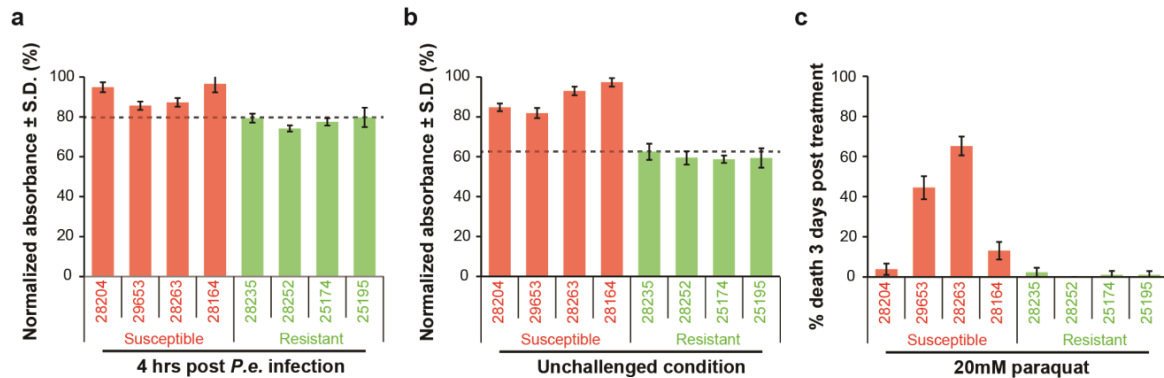 a
Normalized absorbance ± S.D. (%)
100
80
60
40
20
0
28204
29653
28263
28164
28235
28252
25174
25195
Susceptible
Resistant
4 hrs post P.e. infection
b
Normalized absorbance ± S.D. (%)
100
80
60
40
20
0
28204
29653
28263
28164
28235
28252
25174
25195
Susceptible
Resistant
Unchallenged condition
c
% death 3 days post treatment
100
80
60
40
20
0
28204
29653
28263
28164
28235
28252
25174
25195
Susceptible
Resistant
20mM paraquat